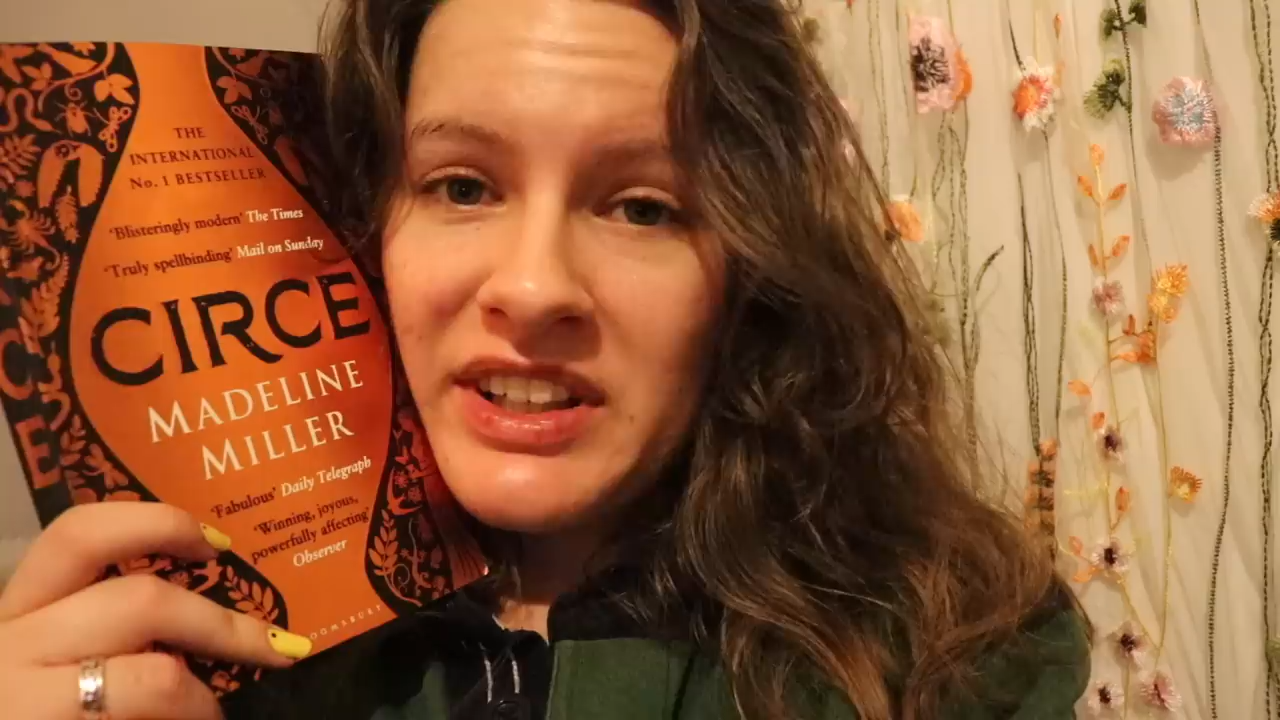 THE
INTERNATIONAL
No. 1 BESTSELLER
‘Blisteringly modern’ The Times
‘Truly spellbinding’ Mail on Sunday
CIRCE
MADELINE
MILLER
‘Fabulous’ Daily Telegraph
‘Winning, joyous,
powerfully affecting’
Observer
OOMSBURY
C
E